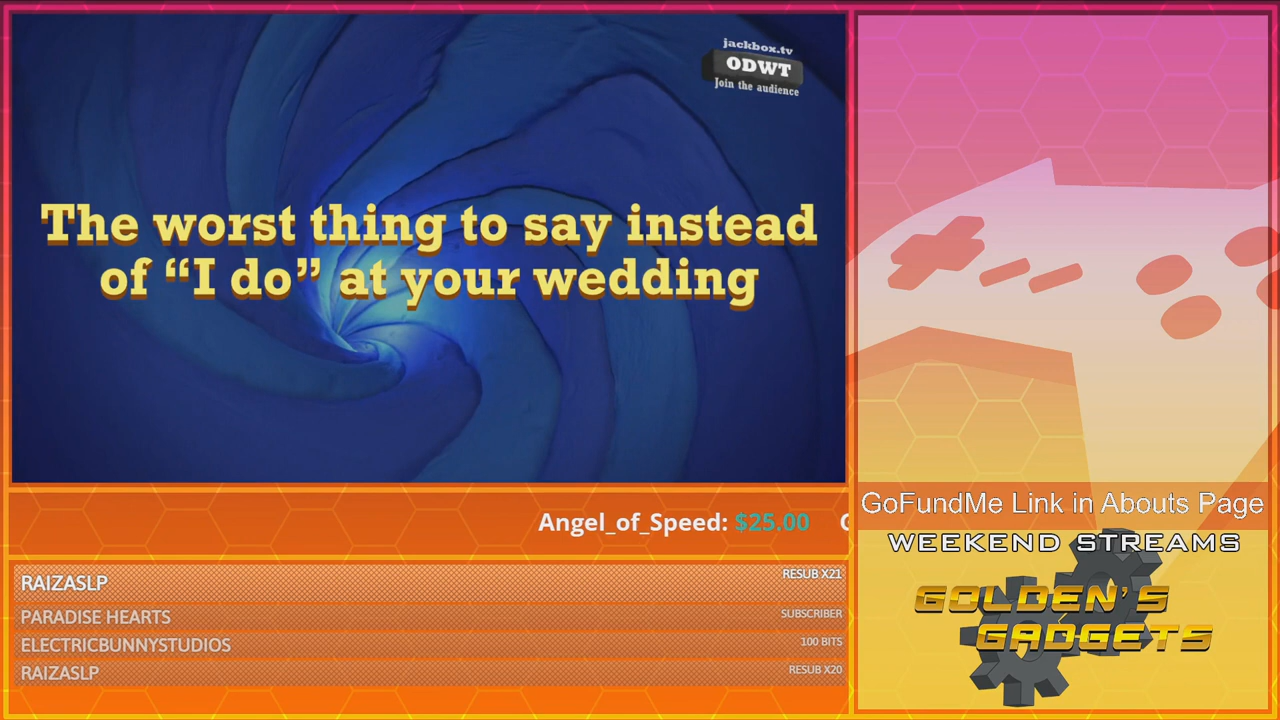 jackbox.tv
ODWT
Join the audience
The worst thing to say instead
of “I do” at your wedding
Angel_of_Speed: $25.00
RAIZASLP RESUB X21
PARADISE HEARTS SUBSCRIBER
ELECTRICBUNNYSTUDIOS 100 BITS
RAIZASLP RESUB X20
GoFundMe Link in Abouts Page
WEEKEND STREAMS
GOLDEN'S
GADGETS